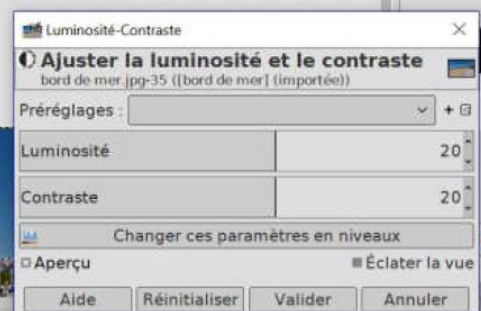 Luminosité-Contraste
Ajuster la luminosité et le contraste
bord de mer.jpg-35 ([bord de mer] (importée))
Préréglages :
Luminosité 20
Contraste 20
Changer ces paramètres en niveaux
Aperçu Éclater la vue
Aide Réinitialiser Valider Annuler